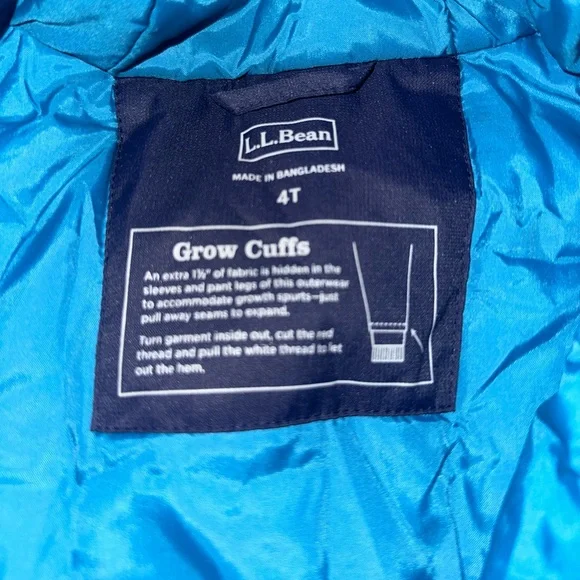 L.L.Bean
MADE IN BANGLADESH
4T
Grow Cuffs
An extra 1½" of fabric is hidden in the
sleeves and pant legs of this outerwear
to accommodate growth spurts—just
pull away seams to expand.
Turn garment inside out, cut the red
thread and pull the white thread to let
out the hem.